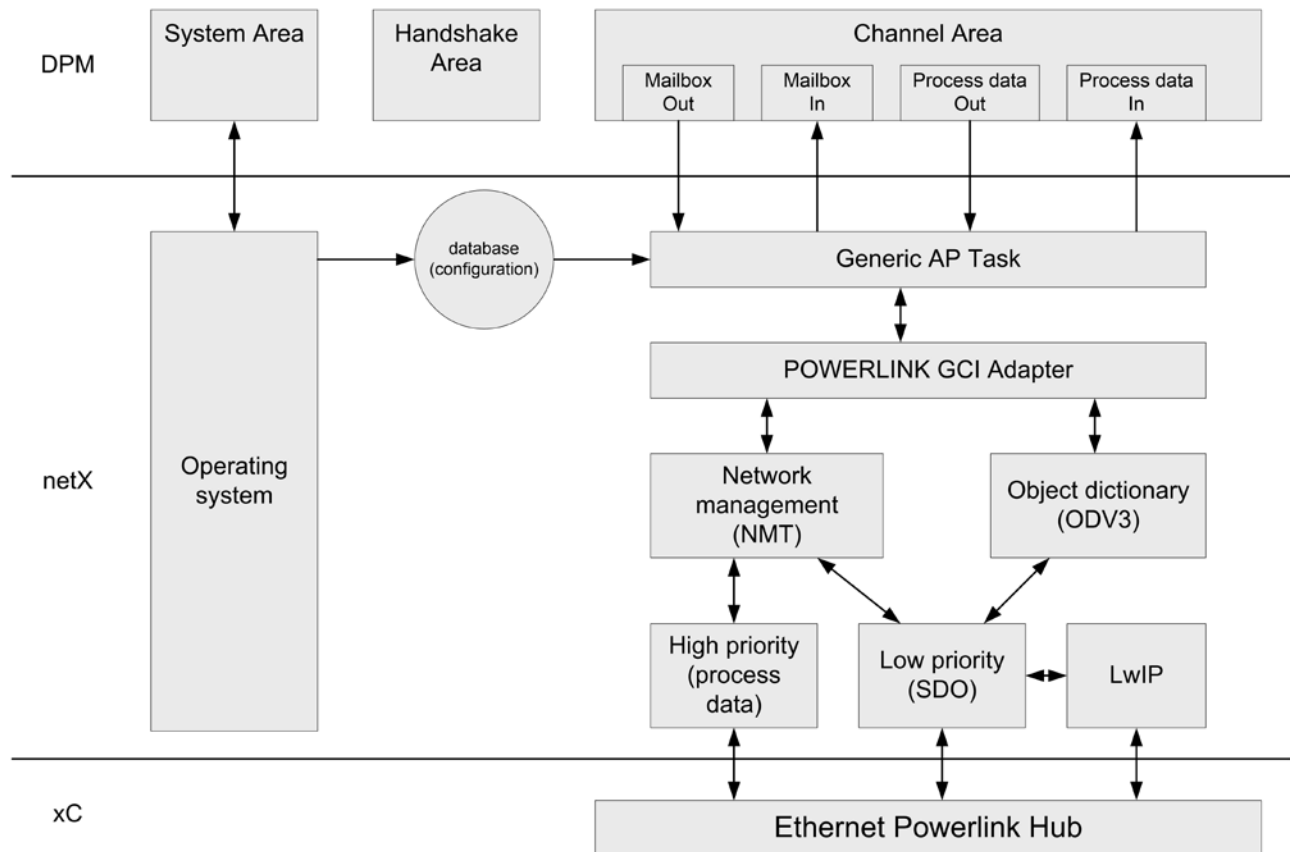 DPM
System Area
Handshake
Area
Channel Area
Mailbox
Out
Mailbox
In
Process data
Out
Process data
In
netX
Operating
system
database
(configuration)
Generic AP Task
POWERLINK GCI Adapter
Network
management
(NMT)
Object dictionary
(ODV3)
High priority
(process
data)
Low priority
(SDO)
LwIP
xC
Ethernet Powerlink Hub